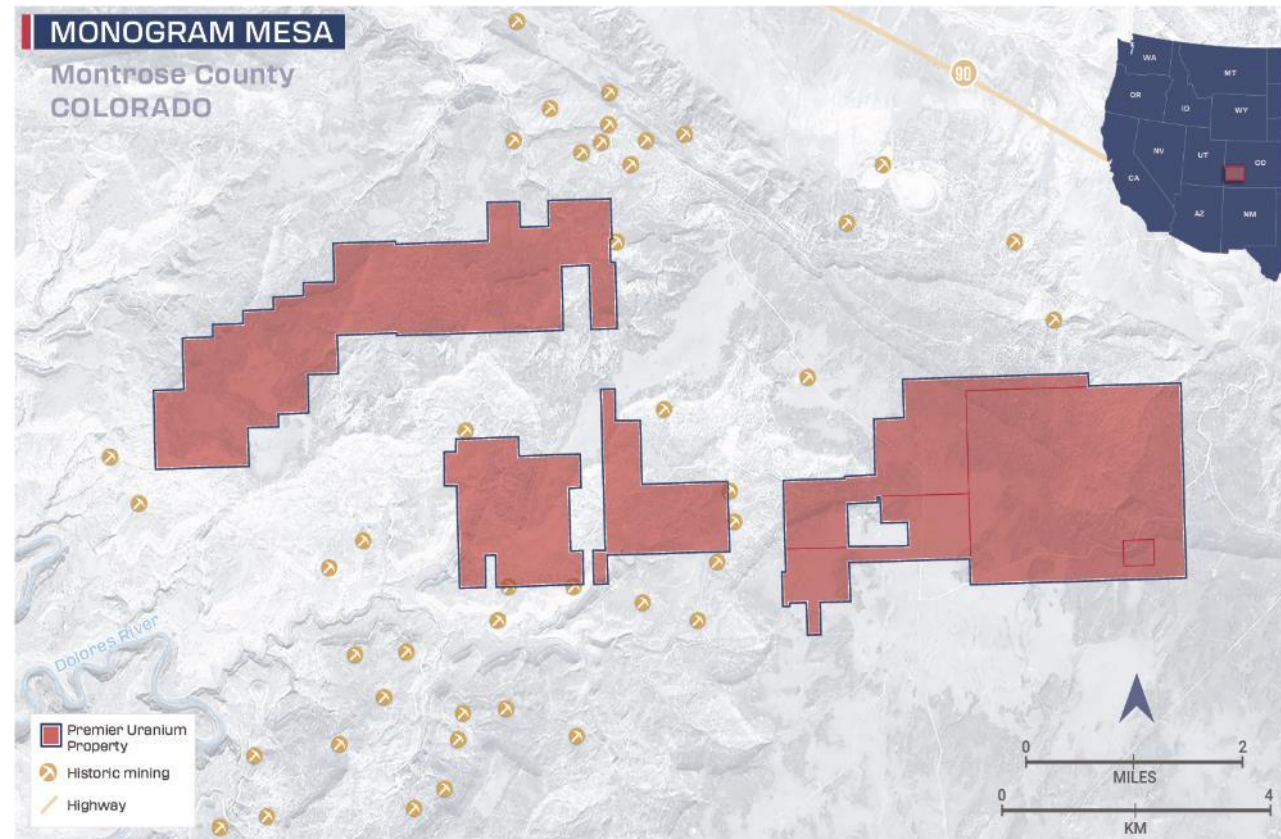 MONOGRAM MESA
Montrose County
COLORADO
90
WA
MT
OR
ID
WY
NV
UT
CO
CA
AZ
NM
Dolores River
Premier Uranium
Property
Historic mining
Highway
0 2
MILES
0 4
KM